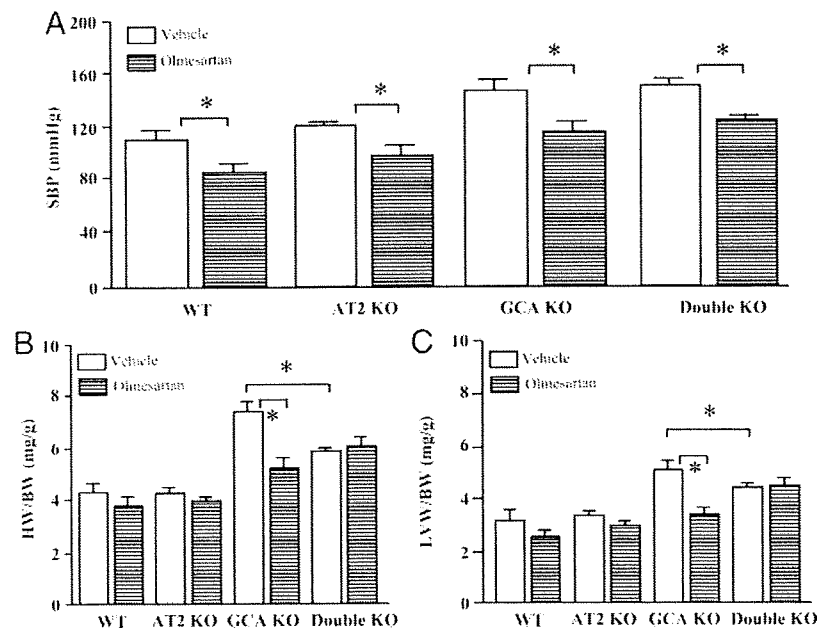 A
200
160
120
80
40
0
SBP (mmHg)
Vehicle
Olmesartan
*
*
*
*
WT AT2 KO GCA KO Double KO
B
10
8
6
4
2
0
HW/BW (mg/g)
Vehicle
Olmesartan
*
*
WT AT2 KO GCA KO Double KO
C
10
8
6
4
2
0
LVW/BW (mg/g)
Vehicle
Olmesartan
*
*
WT AT2 KO GCA KO Double KO